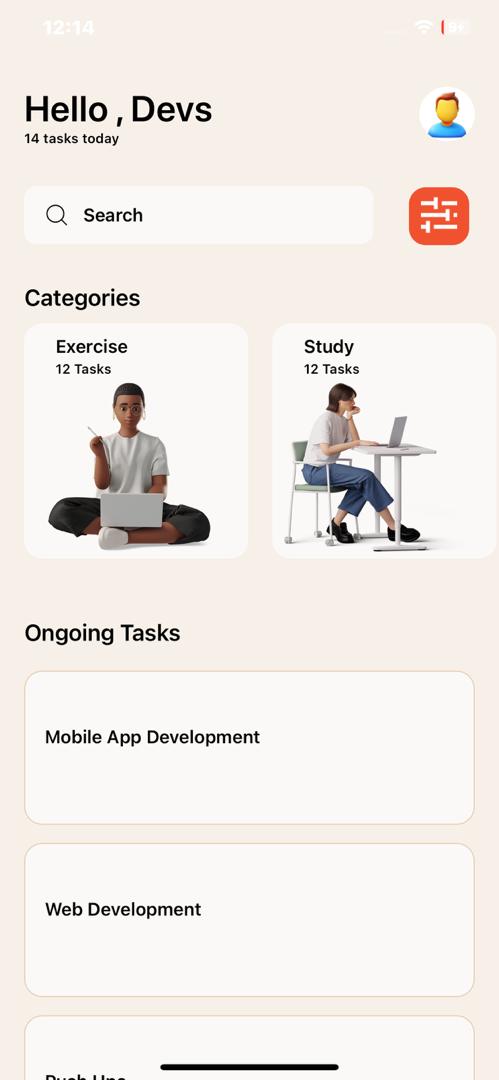 12:14
9+
Hello , Devs
14 tasks today
Search
Categories
Exercise
12 Tasks
Study
12 Tasks
Ongoing Tasks
Mobile App Development
Web Development
Push Ups